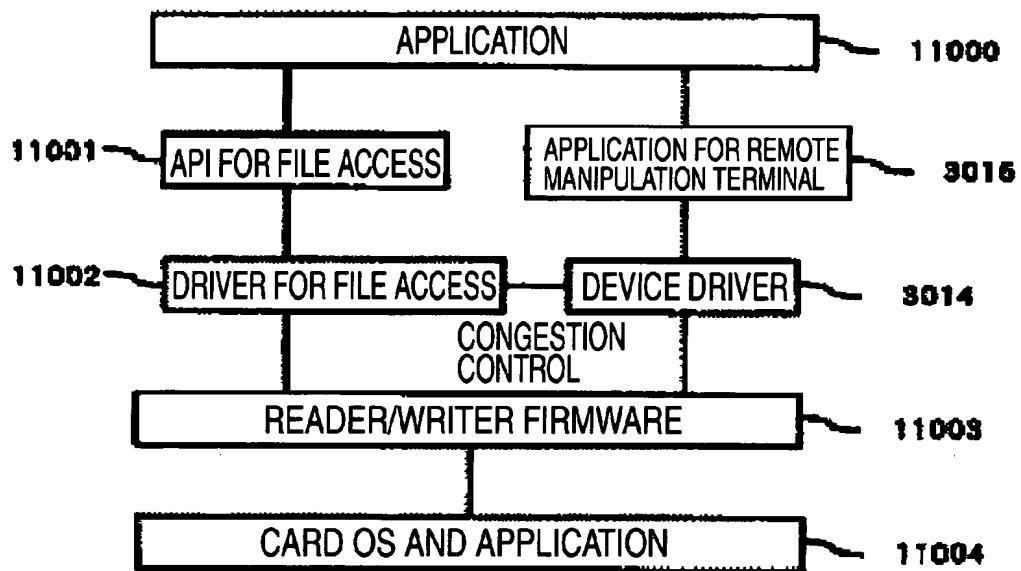 APPLICATION
11000
11001
API FOR FILE ACCESS
APPLICATION FOR REMOTE
MANIPULATION TERMINAL
3015
11002
DRIVER FOR FILE ACCESS
DEVICE DRIVER
3014
CONGESTION
CONTROL
READER/WRITER FIRMWARE
11003
CARD OS AND APPLICATION
11004